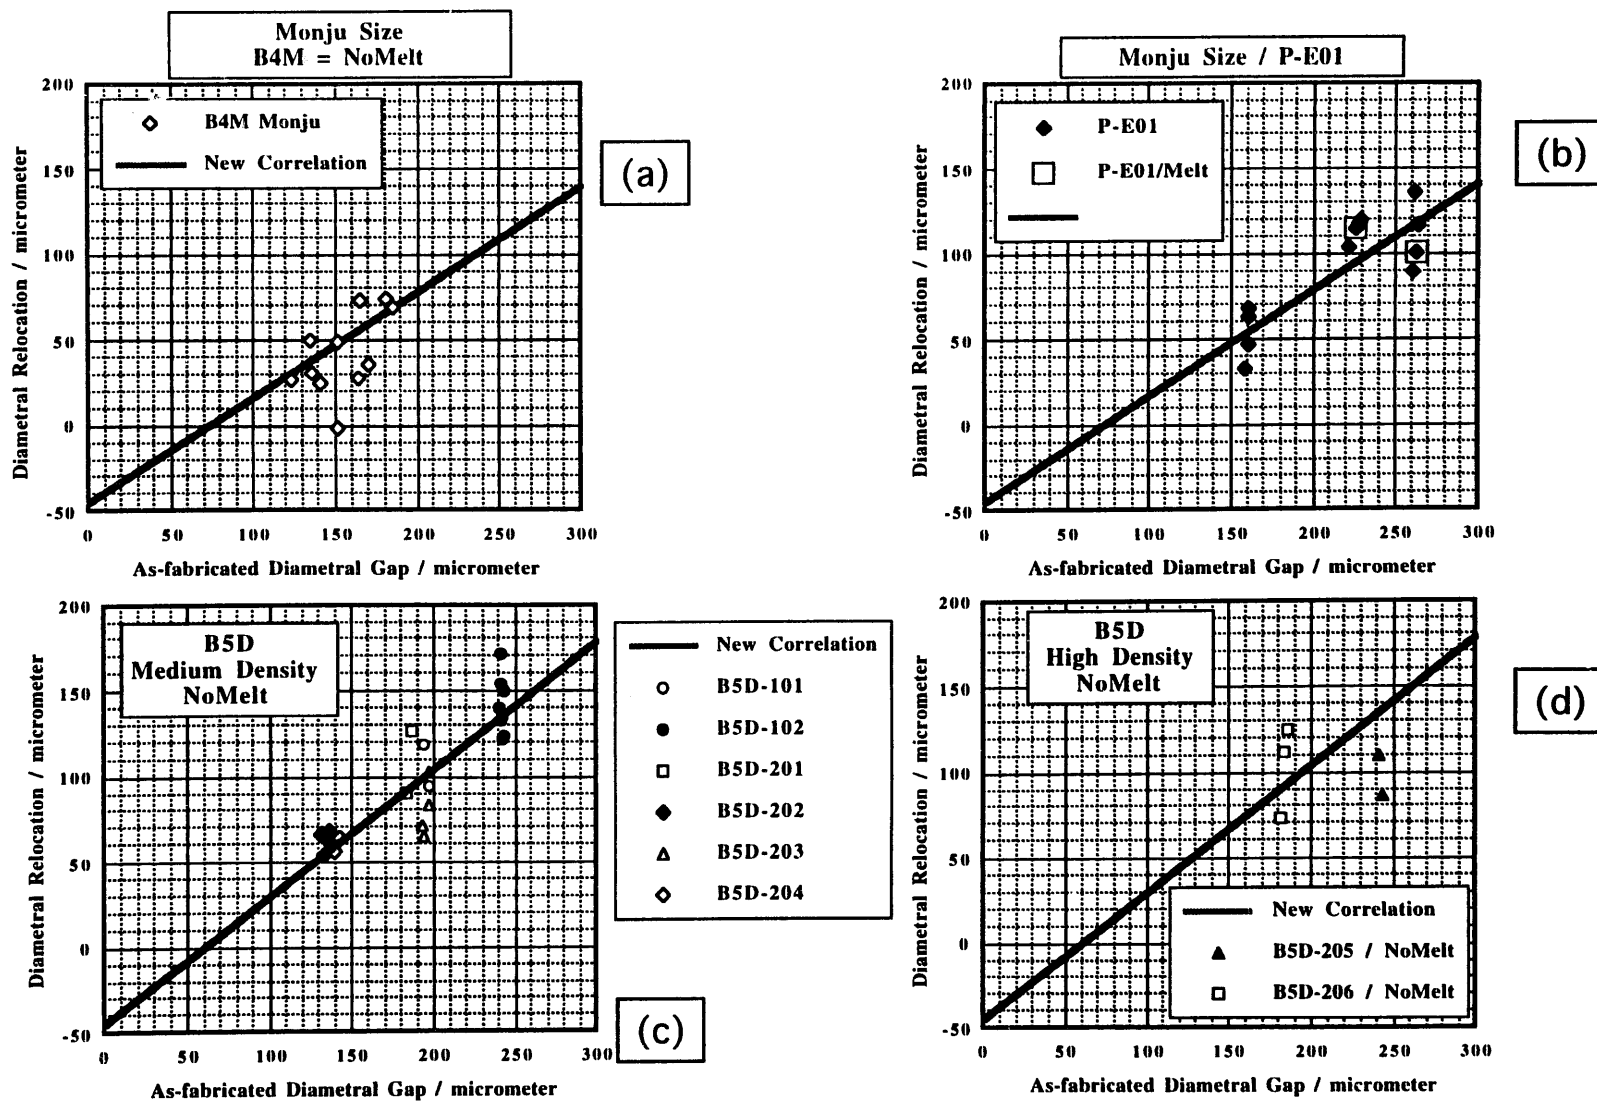 Monju Size
B4M = NoMelt
200
150
100
50
0
-50
B4M Monju
New Correlation
0 50 100 150 200 250 300
Diametral Relocation / micrometer
As-fabricated Diametral Gap / micrometer
(a)
Monju Size / P-E01
200
150
100
50
0
-50
P-E01
P-E01/Melt
0 50 100 150 200 250 300
Diametral Relocation / micrometer
As-fabricated Diametral Gap / micrometer
(b)
200
150
100
50
0
-50
B5D
Medium Density
NoMelt
0 50 100 150 200 250 300
Diametral Relocation / micrometer
As-fabricated Diametral Gap / micrometer
New Correlation
B5D-101
B5D-102
B5D-201
B5D-202
B5D-203
B5D-204
(c)
200
150
100
50
0
-50
B5D
High Density
NoMelt
New Correlation
B5D-205 / NoMelt
B5D-206 / NoMelt
0 50 100 150 200 250 300
Diametral Relocation / micrometer
As-fabricated Diametral Gap / micrometer
(d)